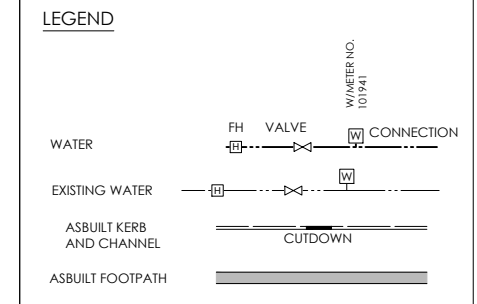 LEGEND
W/METER NO.
101941
FH VALVE
W CONNECTION
WATER
H
W
EXISTING WATER
H
ASBUILT KERB
AND CHANNEL
CUTDOWN
ASBUILT FOOTPATH